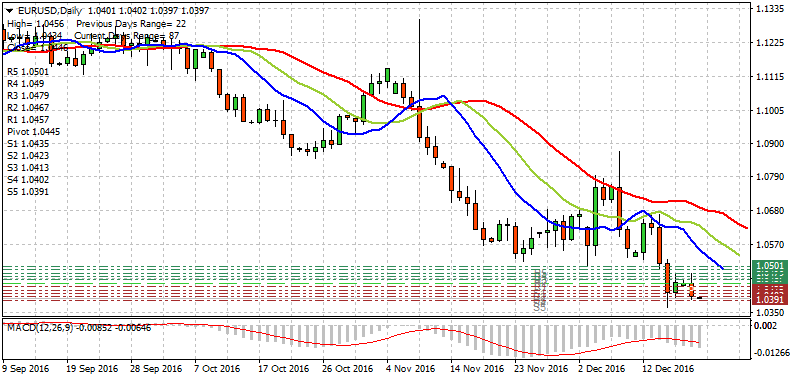 EURUSD,Daily 1.0401 1.0402 1.0397 1.0397
High= 1.0456 Previous Days Range= 22
Low= 1.0434 Current Days Range= 87
R5 1.0501
R4 1.049
R3 1.0479
R2 1.0467
R1 1.0457
Pivot 1.0445
S1 1.0435
S2 1.0423
S3 1.0413
S4 1.0402
S5 1.0391
1.1335
1.1225
1.1115
1.1005
1.0900
1.0790
1.0680
1.0570
1.0501
1.0391
1.0350
MACD(12,26,9) -0.00852 -0.00646
0.002
-0.01266
9 Sep 2016
19 Sep 2016
28 Sep 2016
7 Oct 2016
17 Oct 2016
26 Oct 2016
4 Nov 2016
14 Nov 2016
23 Nov 2016
2 Dec 2016
12 Dec 2016